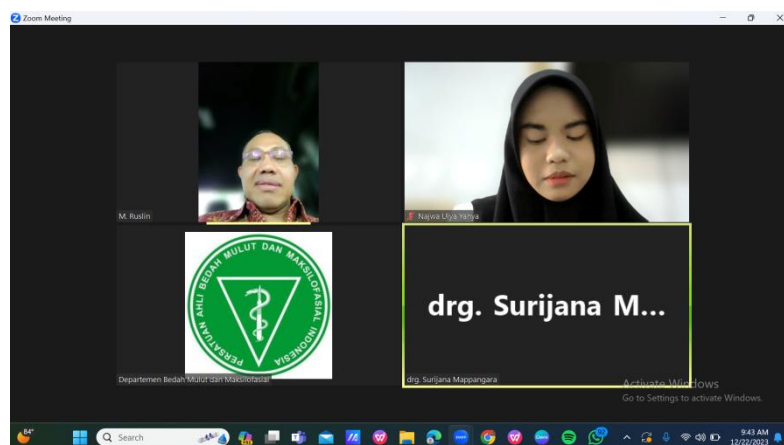 Zoom Meeting
M. Ruslin
Najwa Uliya Yahya
PERSATUAN AHLI BEDAH MULUT DAN MAKSILOFASIAL INDONESIA
Departemen Bedah Mulut dan Maksilofasial
drg. Surijana M...
drg. Surijana Mappangara
Activate Windows
Go to Settings to activate Windows.
84°
Search
9:43 AM
12/22/2023